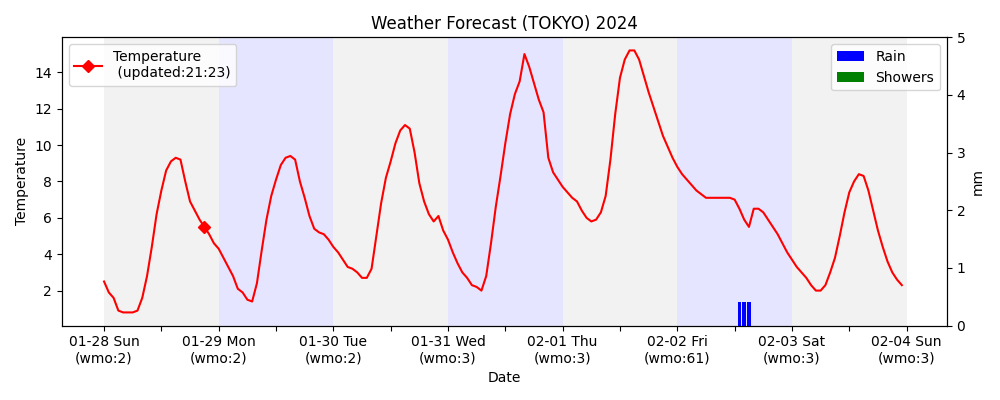 Weather Forecast (TOKYO) 2024
Temperature
(updated:21:23)
Rain
Showers
Temperature
14
12
10
8
6
4
2
5
4
3
2
1
0
mm
01-28 Sun
(wmo:2)
01-29 Mon
(wmo:2)
01-30 Tue
(wmo:2)
01-31 Wed
(wmo:3)
02-01 Thu
(wmo:3)
02-02 Fri
(wmo:61)
02-03 Sat
(wmo:3)
02-04 Sun
(wmo:3)
Date